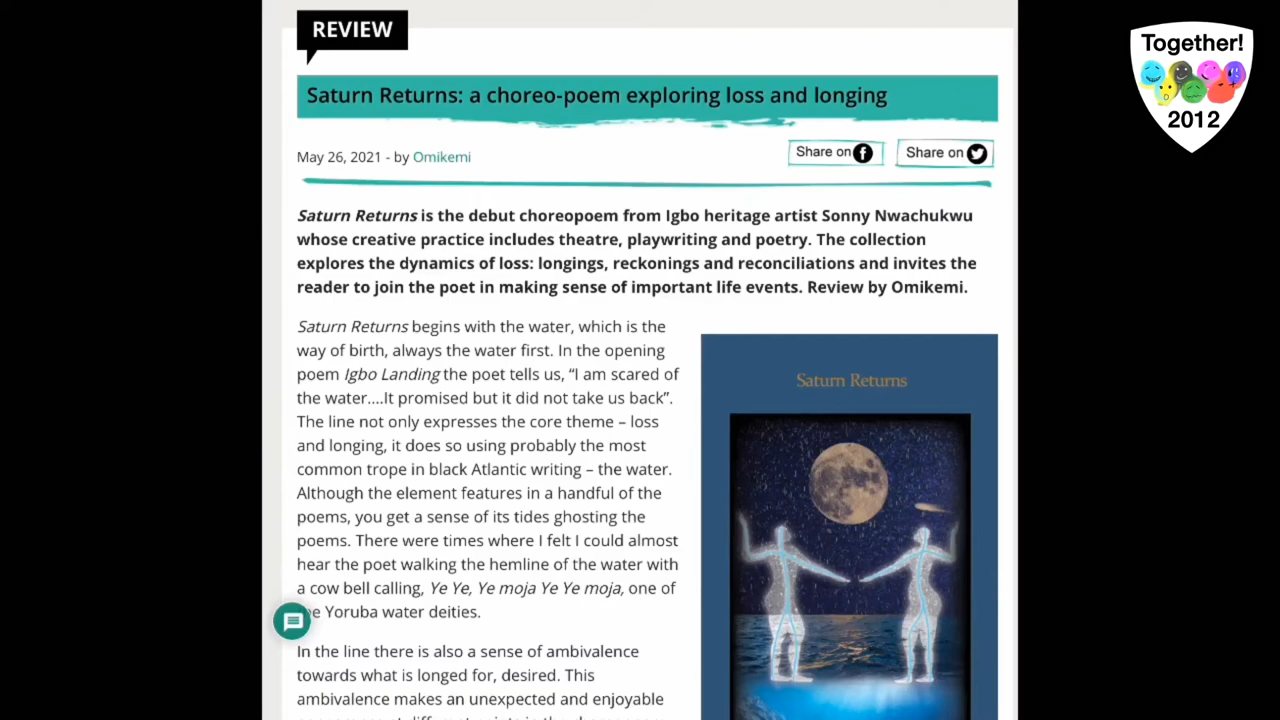 REVIEW
Together!
2012
Saturn Returns: a choreo-poem exploring loss and longing
May 26, 2021 - by Omikemi
Share on
Share on
Saturn Returns is the debut choreopoem from Igbo heritage artist Sonny Nwachukwu
whose creative practice includes theatre, playwriting and poetry. The collection
explores the dynamics of loss: longings, reckonings and reconciliations and invites the
reader to join the poet in making sense of important life events. Review by Omikemi.
Saturn Returns begins with the water, which is the
way of birth, always the water first. In the opening
poem Igbo Landing the poet tells us, “I am scared of
the water....It promised but it did not take us back”.
The line not only expresses the core theme – loss
and longing, it does so using probably the most
common trope in black Atlantic writing – the water.
Although the element features in a handful of the
poems, you get a sense of its tides ghosting the
poems. There were times where I felt I could almost
hear the poet walking the hemline of the water with
a cow bell calling, Ye Ye, Ye moja Ye Ye moja, one of
he Yoruba water deities.
In the line there is also a sense of ambivalence
towards what is longed for, desired. This
ambivalence makes an unexpected and enjoyable
Saturn Returns